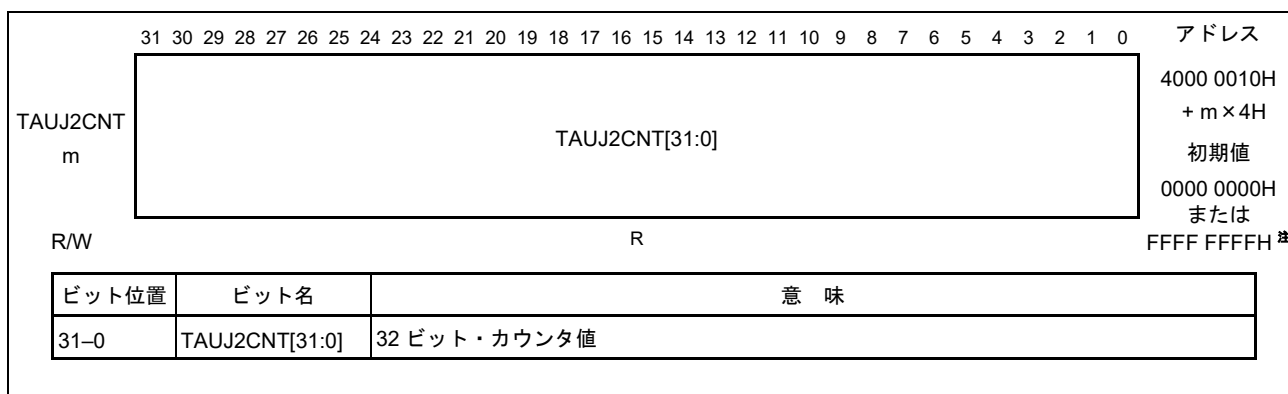 31 30 29 28 27 26 25 24 23 22 21 20 19 18 17 16 15 14 13 12 11 10 9 8 7 6 5 4 3 2 1 0
アドレス
TAUJ2CNT
m
TAUJ2CNT[31:0]
4000 0010H
+ m×4H
初期値
0000 0000H
または
FFFF FFFFH 注
R/W R
ビット位置 ビット名 意 味
31–0 TAUJ2CNT[31:0] 32 ビット・カウンタ値